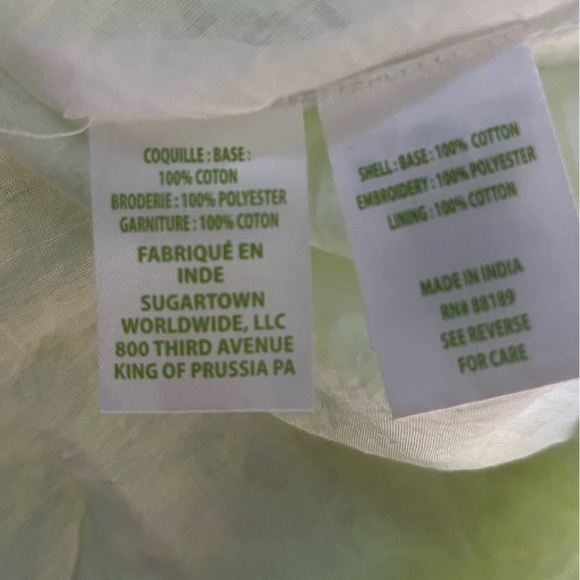 COQUILLE : BASE :
100% COTON
BRODERIE : 100% POLYESTER
GARNITURE : 100% COTON
FABRIQUÉ EN
INDE
SUGARTOWN
WORLDWIDE, LLC
800 THIRD AVENUE
KING OF PRUSSIA PA
SHELL : BASE : 100% COTTON
EMBROIDERY : 100% POLYESTER
LINING : 100% COTTON
MADE IN INDIA
RN# 88189
SEE REVERSE
FOR CARE